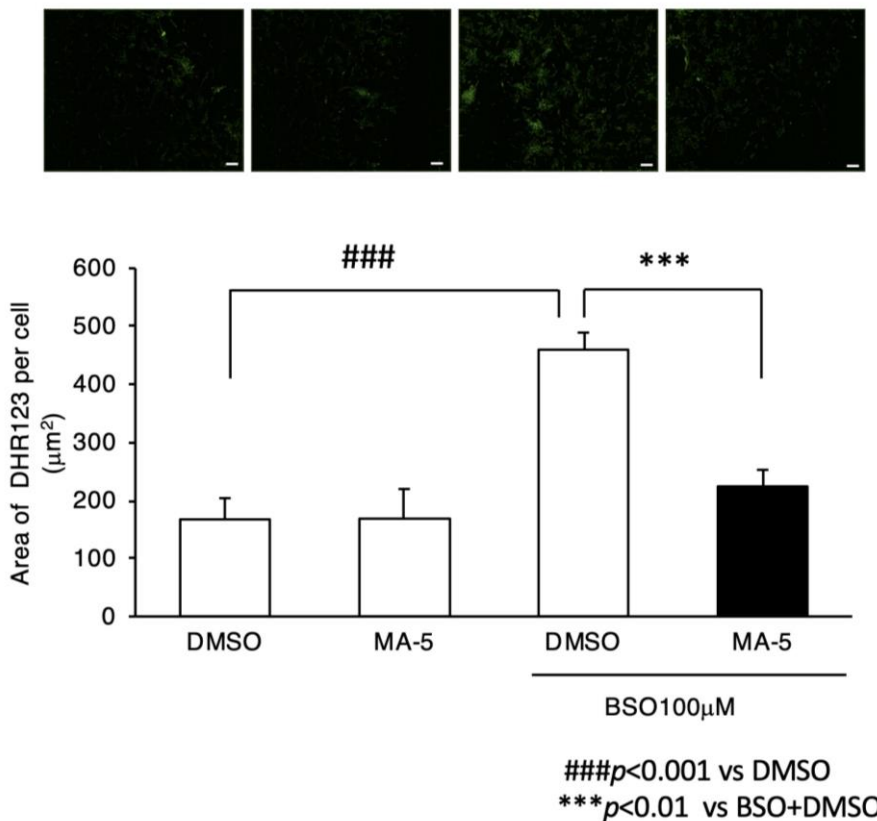 ###
***
600
500
400
300
200
100
0
Area of DHR123 per cell
(μm²)
DMSO
MA-5
DMSO
MA-5
BSO100μM
###p<0.001 vs DMSO
***p<0.01 vs BSO+DMSO